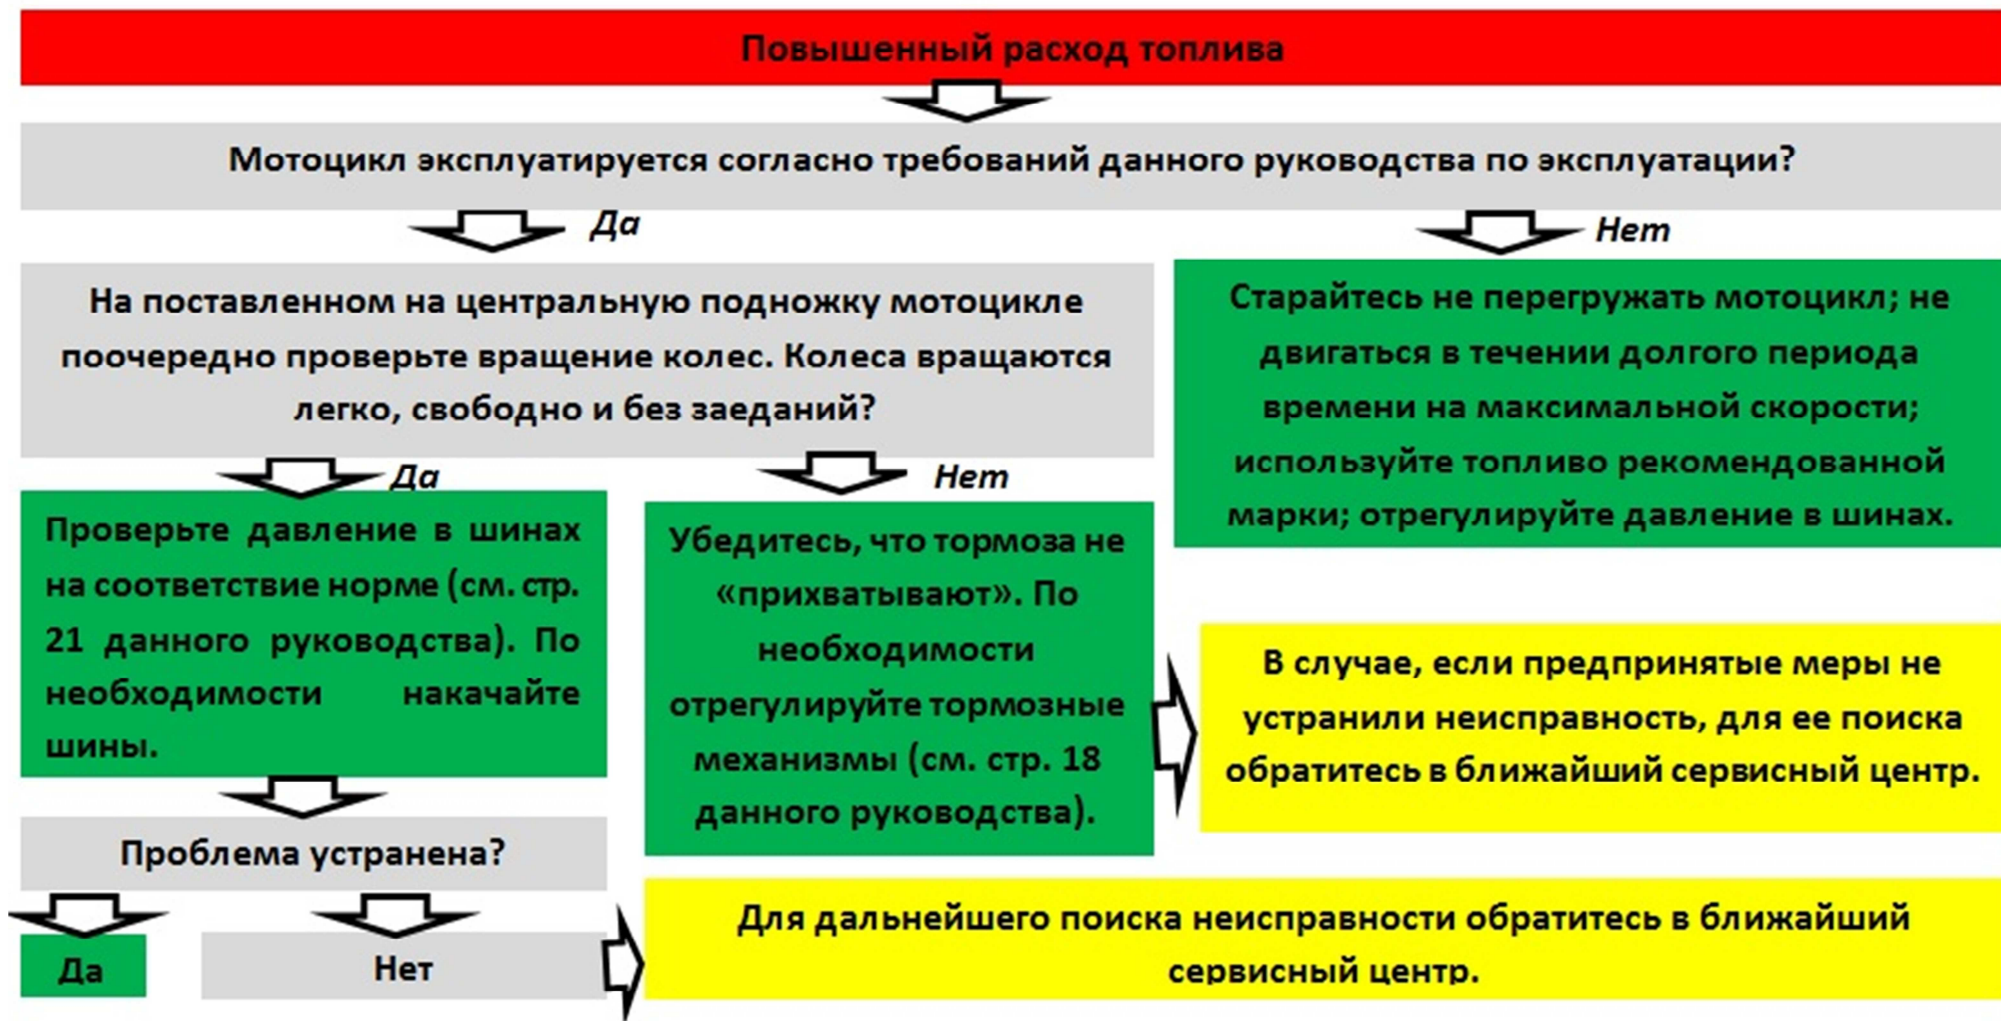 Повышенный расход топлива
Мотоцикл эксплуатируется согласно требований данного руководства по эксплуатации?
Да
Нет
На поставленном на центральную подножку мотоцикле
поочередно проверьте вращение колес. Колеса вращаются
легко, свободно и без заеданий?
Старайтесь не перегружать мотоцикл; не
двигаться в течении долгого периода
времени на максимальной скорости;
используйте топливо рекомендованной
марки; отрегулируйте давление в шинах.
Да
Нет
Проверьте давление в шинах
на соответствие норме (см. стр.
21 данного руководства). По
необходимости накачайте
шины.
Убедитесь, что тормоза не
«прихватывают». По
необходимости
отрегулируйте тормозные
механизмы (см. стр. 18
данного руководства).
В случае, если предпринятые меры не
устранили неисправность, для ее поиска
обратитесь в ближайший сервисный центр.
Проблема устранена?
Да
Нет
Для дальнейшего поиска неисправности обратитесь в ближайший
сервисный центр.